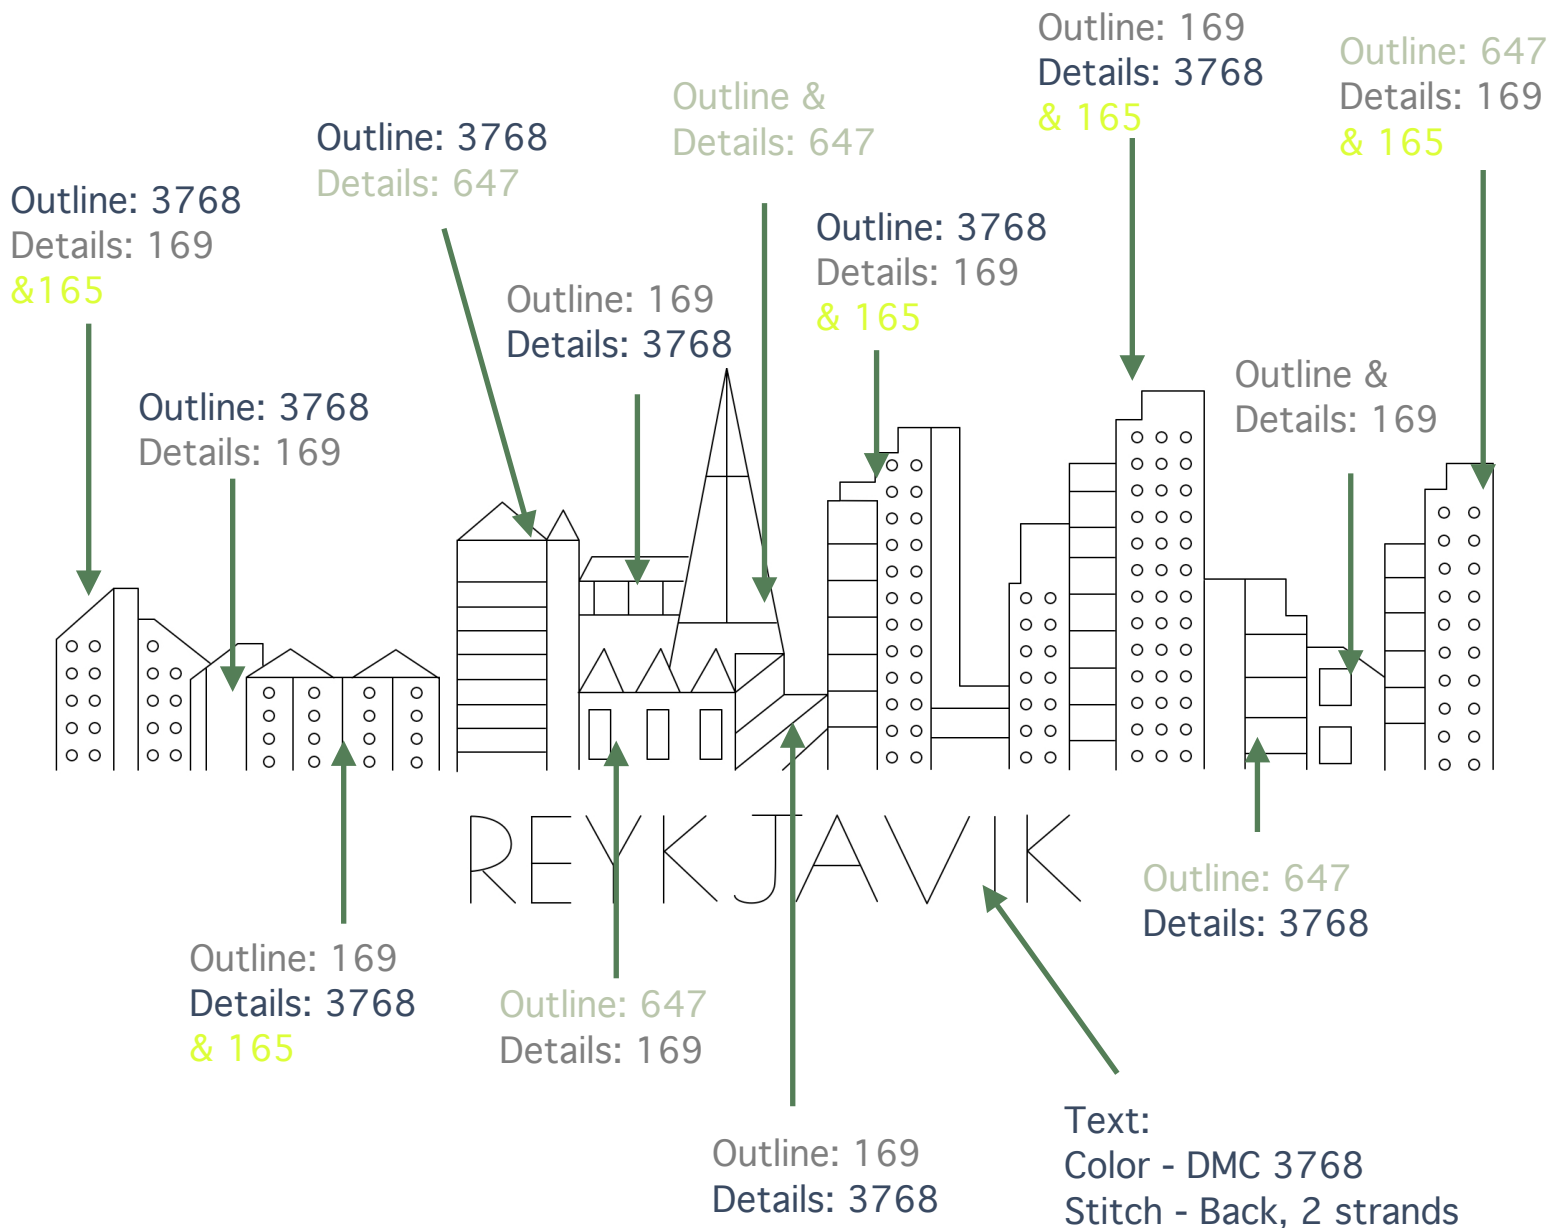 Outline: 169
Details: 3768
& 165
Outline: 647
Details: 169
& 165
Outline &
Details: 647
Outline: 3768
Details: 647
Outline: 3768
Details: 169
&165
Outline: 3768
Details: 169
& 165
Outline: 169
Details: 3768
Outline &
Details: 169
Outline: 3768
Details: 169
REYKJAVIK
Outline: 647
Details: 3768
Outline: 169
Details: 3768
& 165
Outline: 647
Details: 169
Outline: 169
Details: 3768
Text:
Color - DMC 3768
Stitch - Back, 2 strands